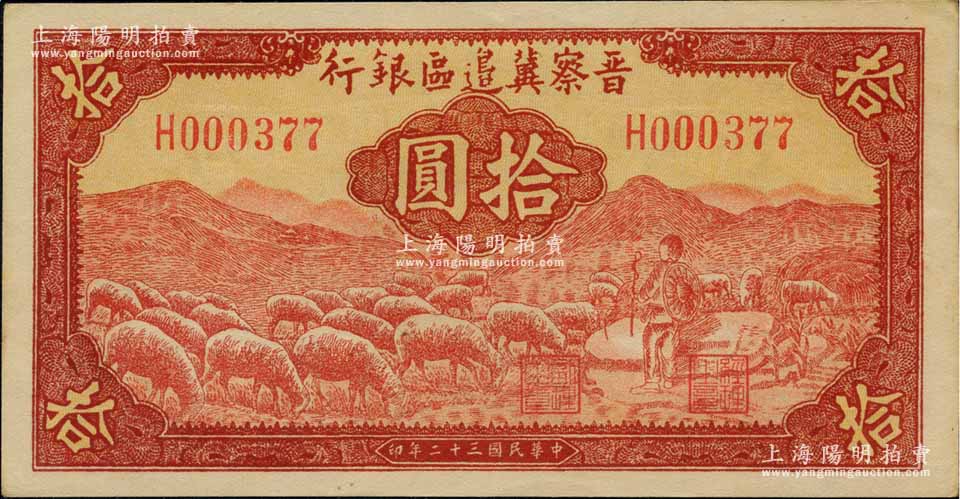 上海陽明拍賣
www.yangmingauction.com
晋察冀邊區銀行
拾
拾
H000377
H000377
拾圓
上海陽明拍賣
www.yangmingauction.com
拾
拾
中華民國三十二年印
上海陽明拍賣
www.yangmingauction.com